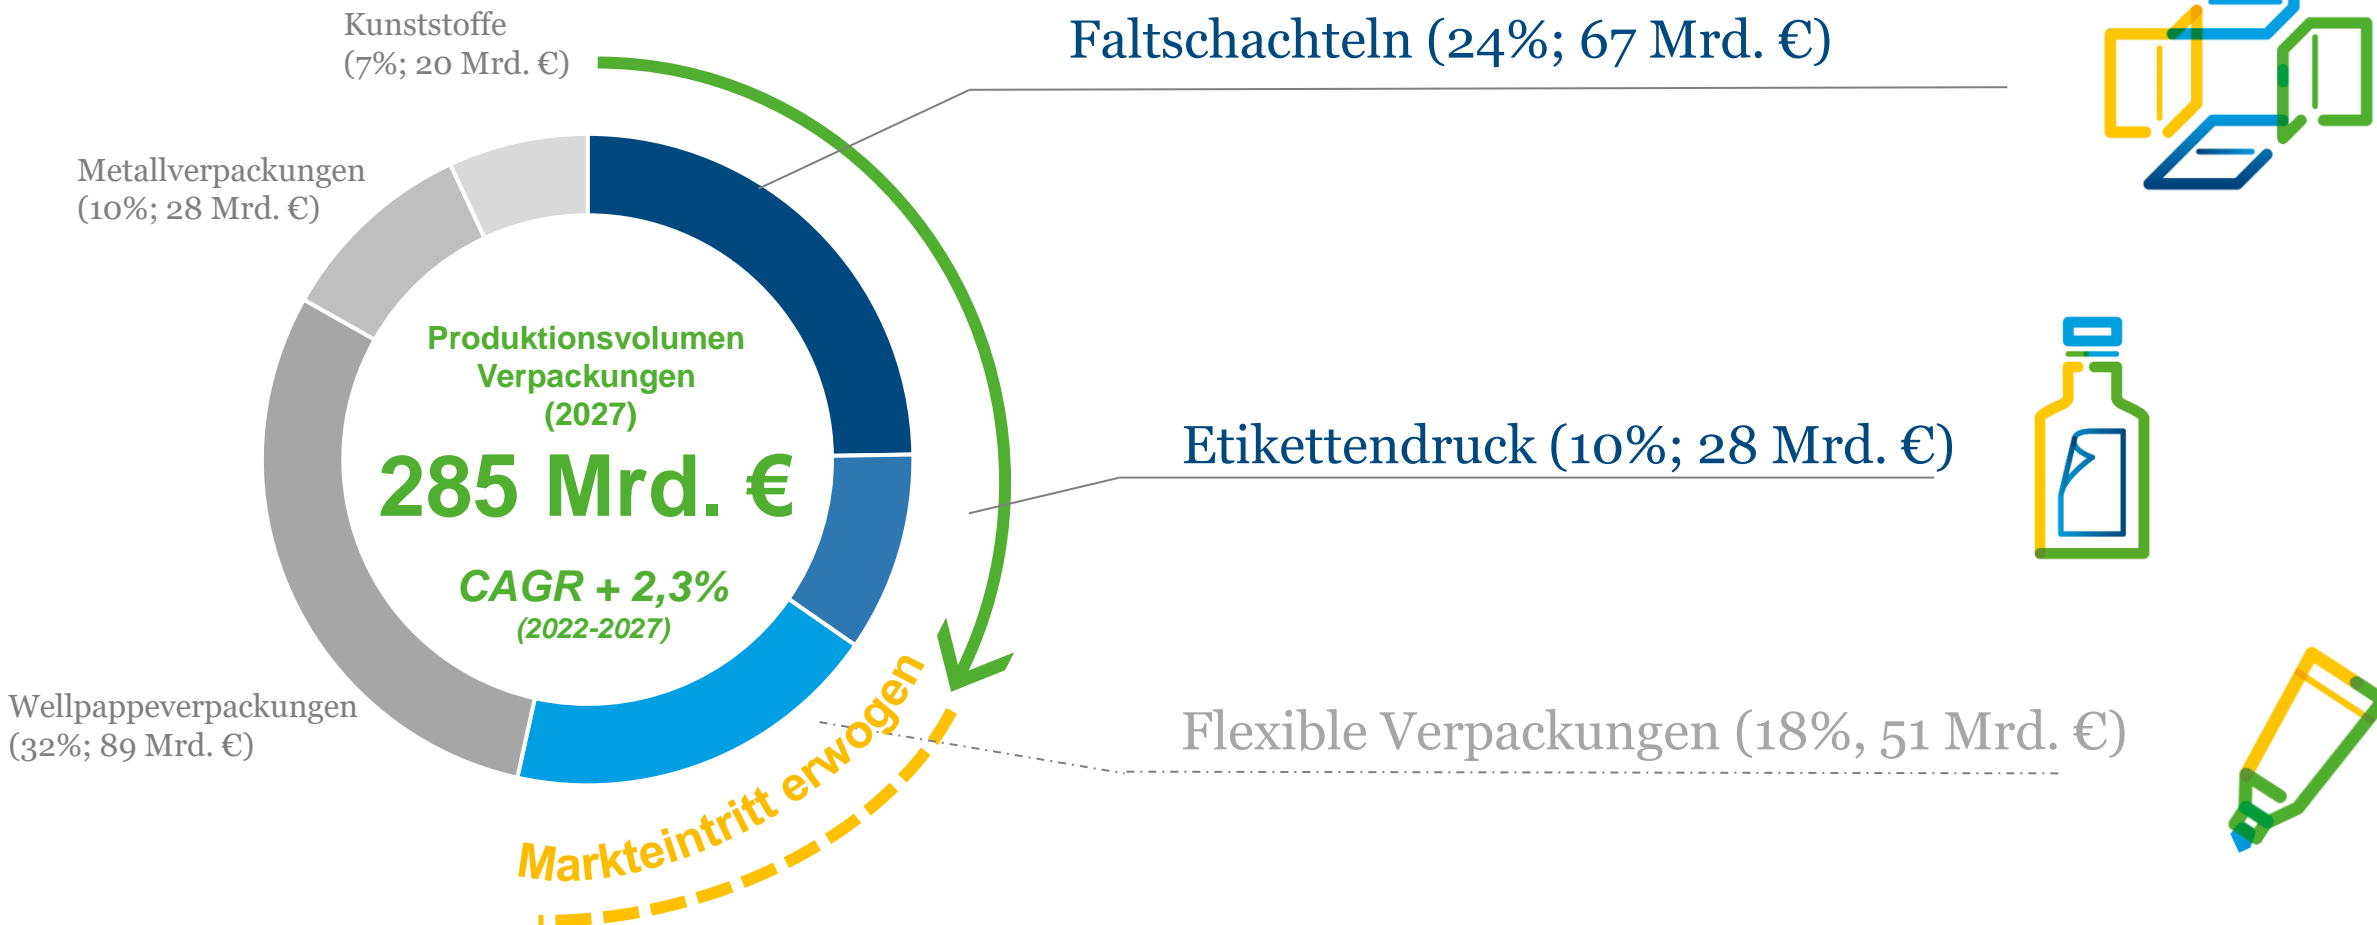 Kunststoffe
(7%; 20 Mrd. €)
Faltschachteln (24%; 67 Mrd. €)
Metallverpackungen
(10%; 28 Mrd. €)
Produktionsvolumen
Verpackungen
(2027)
285 Mrd. €
CAGR + 2,3%
(2022-2027)
Etikettendruck (10%; 28 Mrd. €)
Wellpappeverpackungen
(32%; 89 Mrd. €)
Flexible Verpackungen (18%, 51 Mrd. €)
Markteintritt erwogen